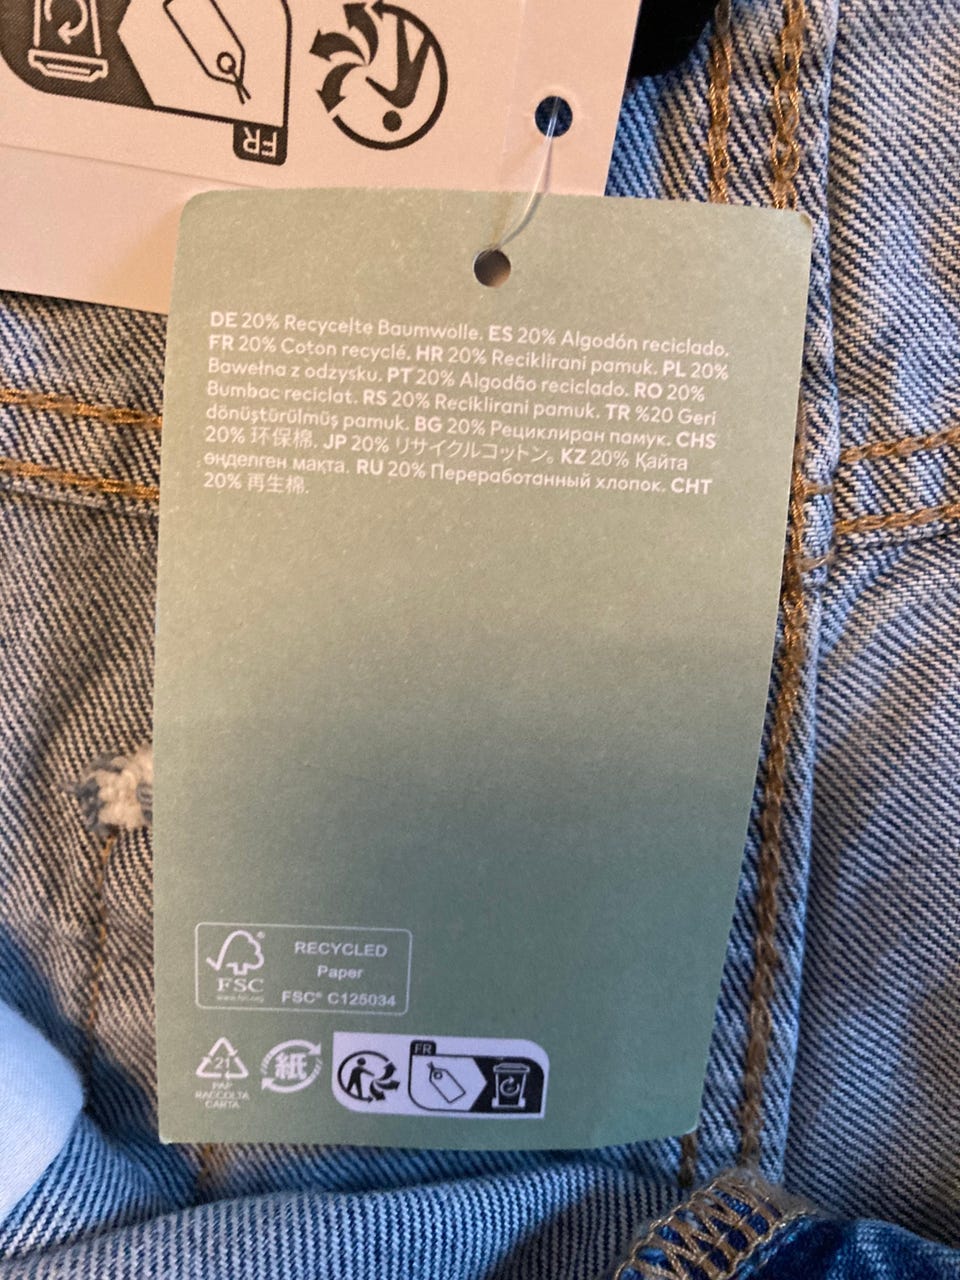 FR
DE 20% Recycelte Baumwolle. ES 20% Algodón reciclado.
FR 20% Coton recyclé. HR 20% Reciklirani pamuk. PL 20%
Bawełna z odzysku. PT 20% Algodão reciclado. RO 20%
Bumbac reciclat. RS 20% Reciklirani pamuk. TR %20 Geri
dönüştürülmüş pamuk. BG 20% Рециклиран памук. CHS
20% 环保棉. JP 20% リサイクルコットン。 KZ 20% Қайта
өңделген мақта. RU 20% Переработанный хлопок. CHT
20% 再生棉.
FSC®
www.fsc.org
RECYCLED
Paper
FSC® C125034
21
PAP
RACCOLTA
CARTA
紙
FR